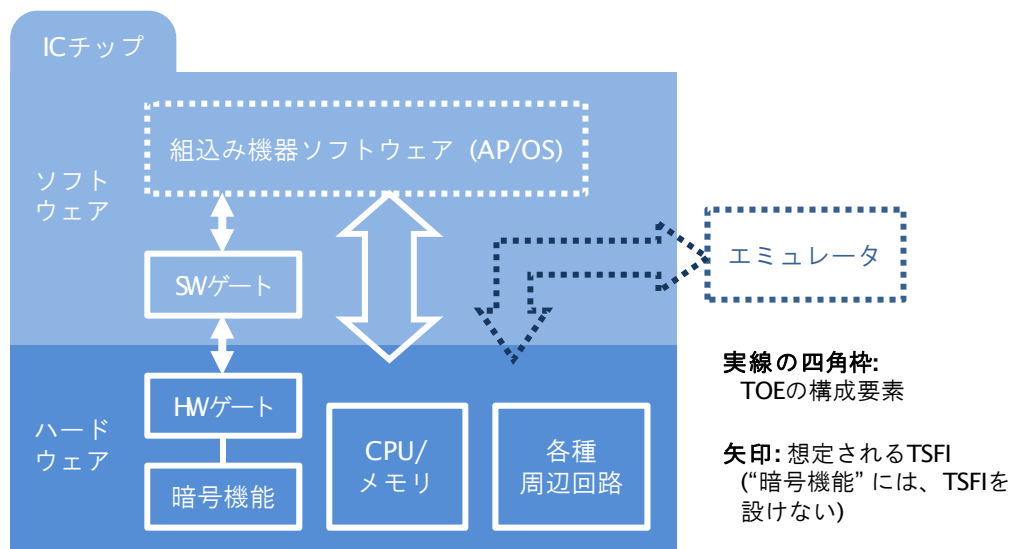 ICチップ
組込み機器ソフトウェア (AP/OS)
ソフト
ウェア
エミュレータ
SWゲート
実線の四角枠:
TOEの構成要素
HWゲート
ハード
ウェア
CPU/
メモリ
各種
周辺回路
矢印: 想定されるTSFI
(“暗号機能” には、TSFIを
設けない)
暗号機能